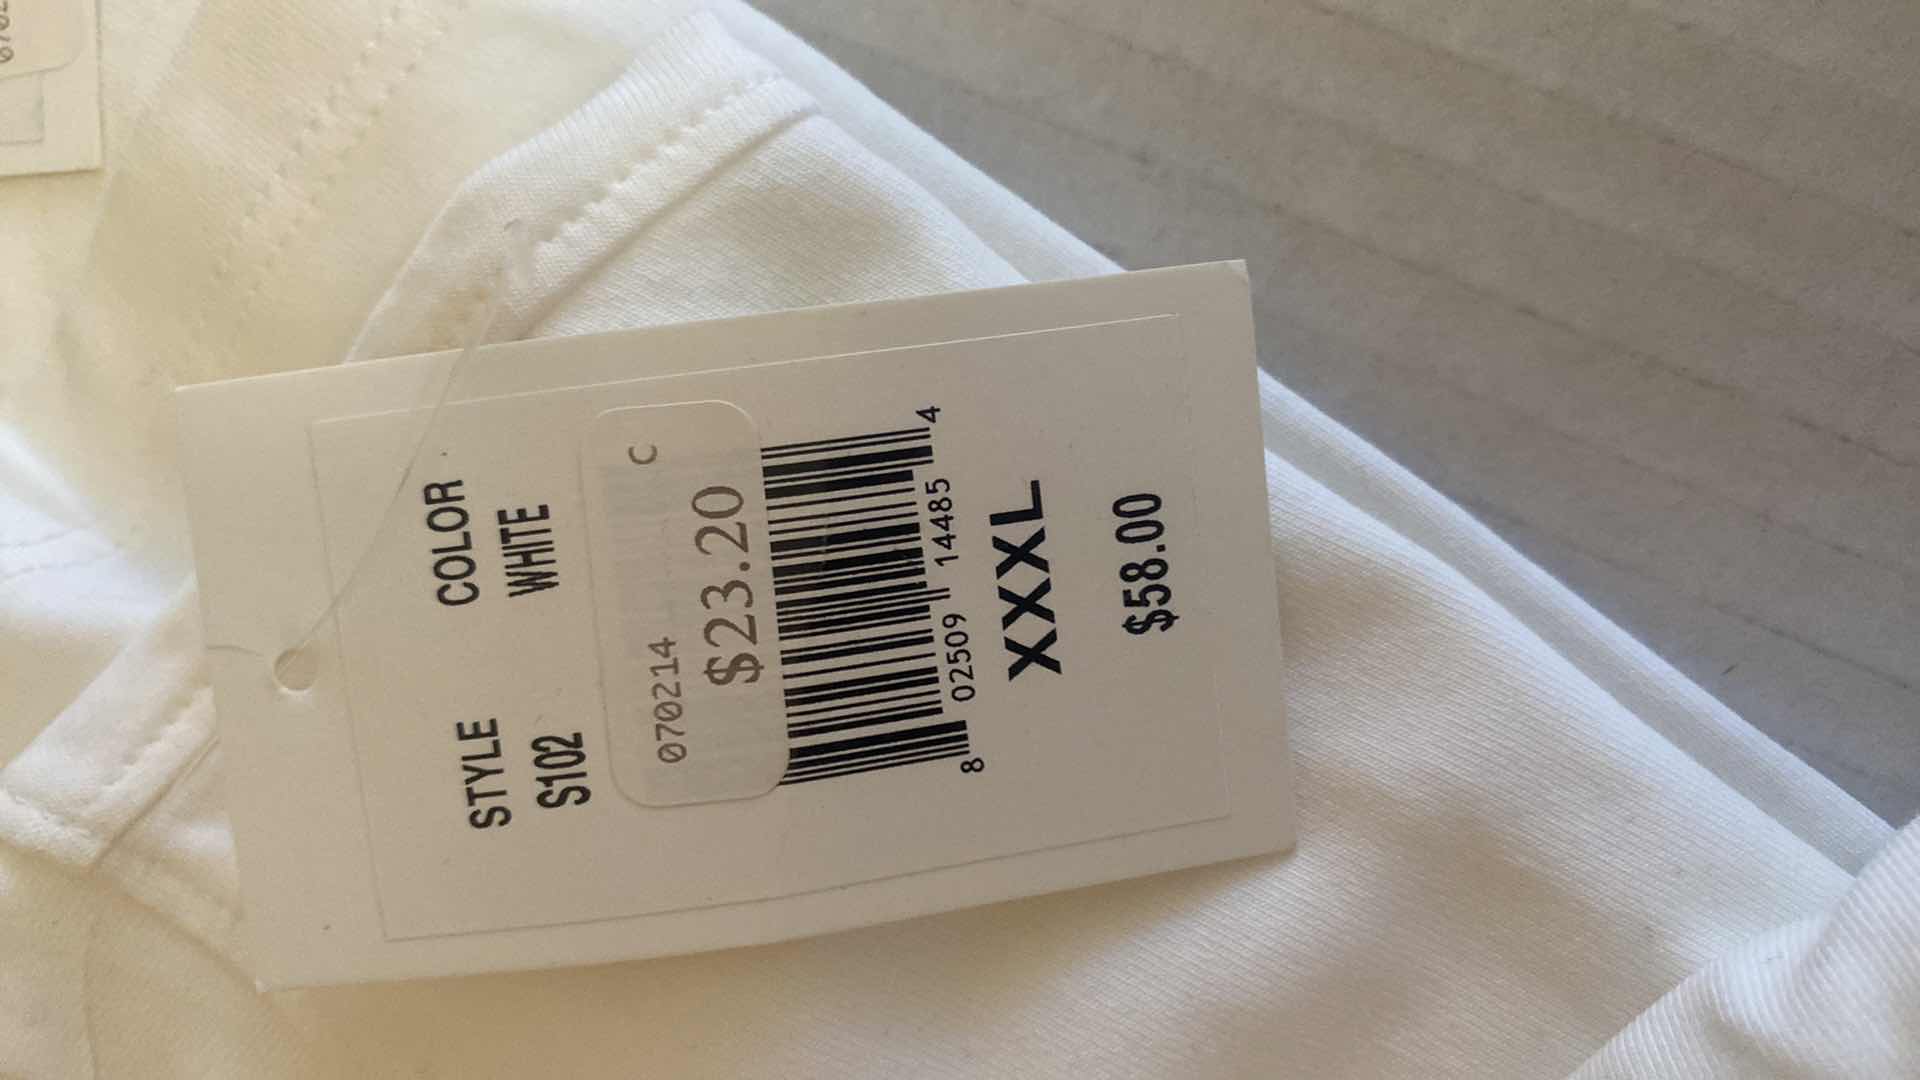 STYLE COLOR
S102 WHITE
070214 C
$23.20
8 02509 14485 4
XXXL
$58.00